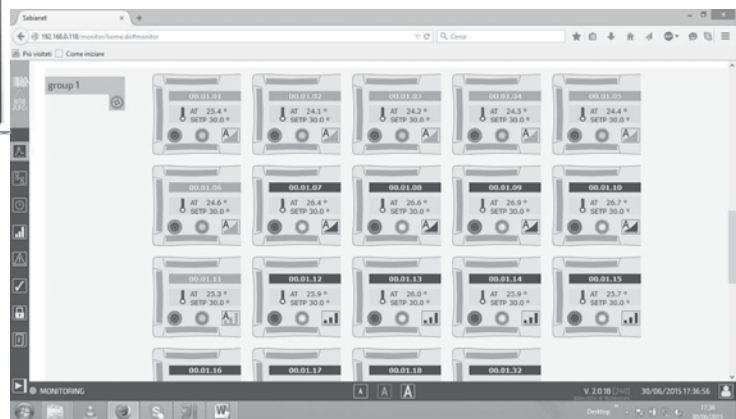 Sabianet
192.168.0.118/monitor/home.do#monitor
Cerca
Più visitati Come iniziare
group 1
00.01.01 00.01.02 00.01.03 00.01.04 00.01.05
AT 25.4 ° AT 24.1 ° AT 24.2 ° AT 24.5 ° AT 24.4 °
SETP 30.0 ° SETP 30.0 ° SETP 30.0 ° SETP 30.0 ° SETP 30.0 °
A A A A A
00.01.06 00.01.07 00.01.08 00.01.09 00.01.10
AT 24.6 ° AT 26.4 ° AT 26.6 ° AT 26.9 ° AT 26.7 °
SETP 30.0 ° SETP 30.0 ° SETP 30.0 ° SETP 30.0 ° SETP 30.0 °
A A A A A
00.01.11 00.01.12 00.01.13 00.01.14 00.01.15
AT 25.3 ° AT 25.9 ° AT 26.0 ° AT 25.9 ° AT 25.7 °
SETP 30.0 ° SETP 30.0 ° SETP 30.0 ° SETP 30.0 ° SETP 30.0 °
A
00.01.16 00.01.17 00.01.18 00.01.32
MONITORING A A A V 2.0.18 [240] 30/06/2015 17:36:56
Desktop 17.36
30/06/2015